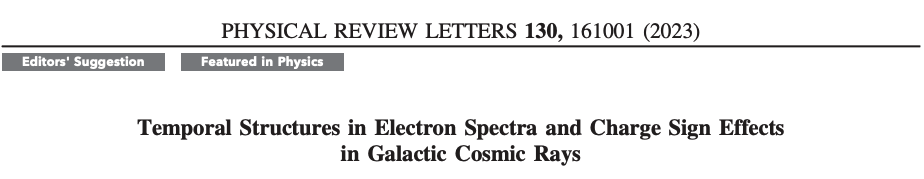 PHYSICAL REVIEW LETTERS 130, 161001 (2023)
Editors' Suggestion Featured in Physics
Temporal Structures in Electron Spectra and Charge Sign Effects
in Galactic Cosmic Rays